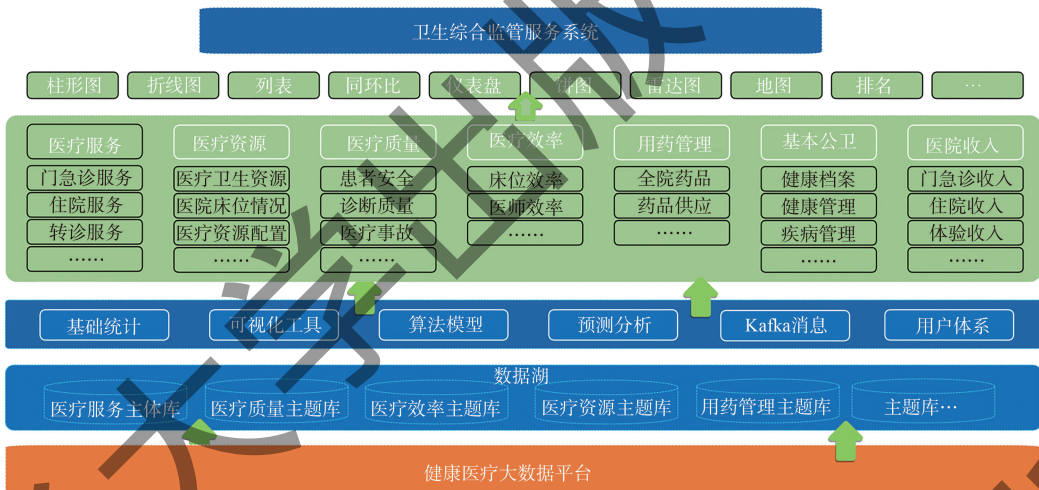 卫生综合监管服务系统
柱形图 折线图 列表 同环比 仪表盘 饼图 雷达图 地图 排名 …
医疗服务 医疗资源 医疗质量 医疗效率 用药管理 基本公卫 医院收入
门急诊服务 医疗卫生资源 患者安全 床位效率 全院药品 健康档案 门急诊收入
住院服务 医院床位情况 诊断质量 医师效率 药品供应 健康管理 住院收入
转诊服务 医疗资源配置 医疗事故 …… …… 疾病管理 体验收入
…… …… …… …… ……
基础统计 可视化工具 算法模型 预测分析 Kafka消息 用户体系
数据湖
医疗服务主体库 医疗质量主题库 医疗效率主题库 医疗资源主题库 用药管理主题库 主题库…
健康医疗大数据平台
大学出版